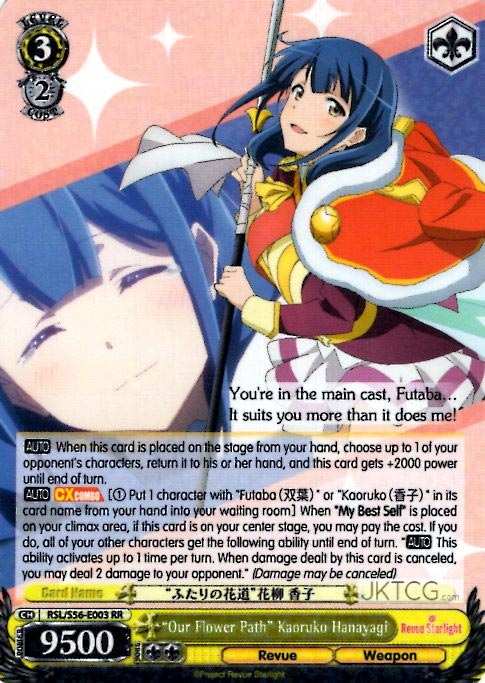 LEVEL
3
2
COST
You're in the main cast, Futaba...
It suits you more than it does me!
AUTO When this card is placed on the stage from your hand, choose up to 1 of your
opponent's characters, return it to his or her hand, and this card gets +2000 power
until end of turn.
AUTO CXCOMBO [① Put 1 character with "Futaba (双葉)" or "Kaoruko (香子)" in its
card name from your hand into your waiting room] When "My Best Self" is placed
on your climax area, if this card is on your center stage, you may pay the cost. If you
do, all of your other characters get the following ability until end of turn. "AUTO This
ability activates up to 1 time per turn. When damage dealt by this card is canceled,
you may deal 2 damage to your opponent." (Damage may be canceled)
Card Name "ふたりの花道"花柳 香子 JKTCG.com
CH RSL/S56-E003 RR "Our Flower Path" Kaoruko Hanayagi Revue Starlight
POWER 9500 SOUL Revue Weapon
©Project Revue Starlight